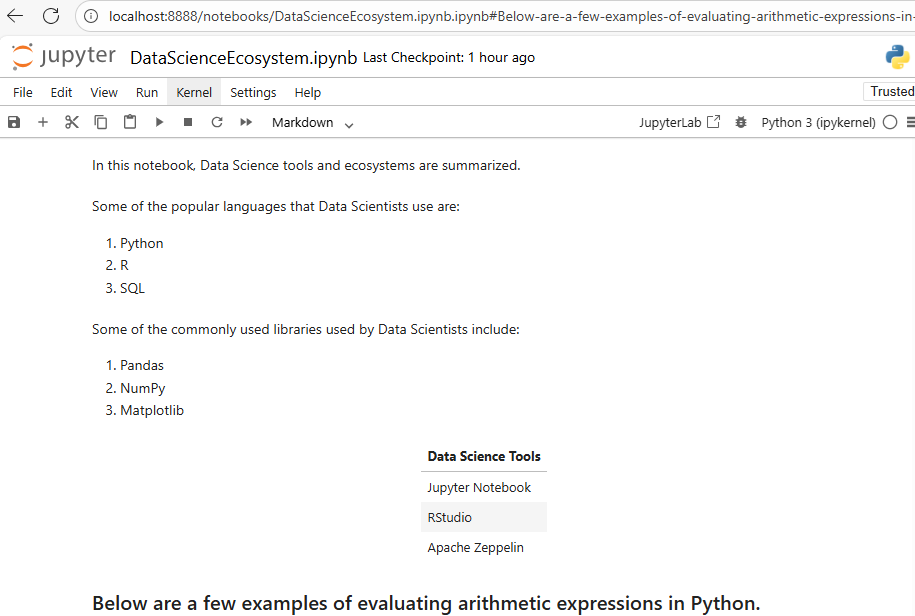 localhost:8888/notebooks/DataScienceEcosystem.ipynb.ipynb#Below-are-a-few-examples-of-evaluating-arithmetic-expressions-in-
jupyter DataScienceEcosystem.ipynb Last Checkpoint: 1 hour ago
File Edit View Run Kernel Settings Help Trusted
Markdown JupyterLab Python 3 (ipykernel)
In this notebook, Data Science tools and ecosystems are summarized.
Some of the popular languages that Data Scientists use are:
1. Python
2. R
3. SQL
Some of the commonly used libraries used by Data Scientists include:
1. Pandas
2. NumPy
3. Matplotlib
Data Science Tools
Jupyter Notebook
RStudio
Apache Zeppelin
Below are a few examples of evaluating arithmetic expressions in Python.